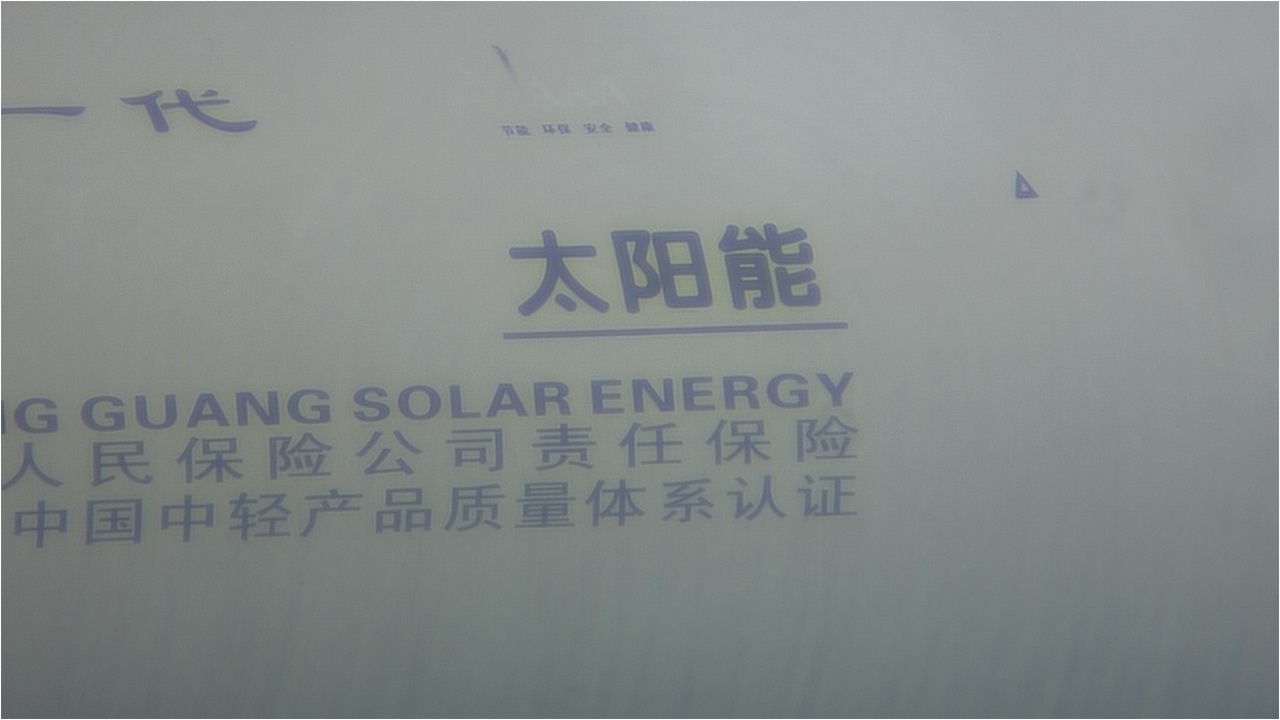 一代
节能 环保 安全 健康
太阳能
NG GUANG SOLAR ENERGY
人民保险公司责任保险
中国中轻产品质量体系认证